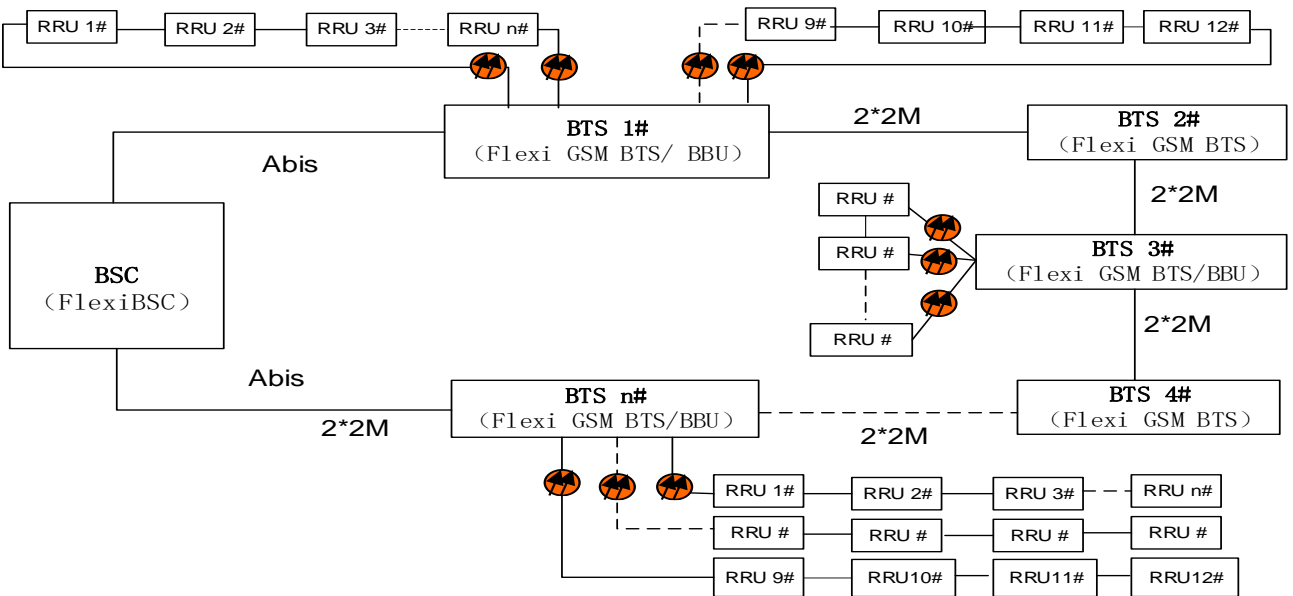 RRU 1#
RRU 2#
RRU 3#
RRU n#
RRU 9#
RRU 10#
RRU 11#
RRU 12#
BTS 1#
（Flexi GSM BTS/ BBU）
2*2M
BTS 2#
（Flexi GSM BTS）
Abis
2*2M
RRU #
RRU #
RRU #
BTS 3#
（Flexi GSM BTS/BBU）
BSC
（FlexiBSC）
2*2M
Abis
2*2M
BTS n#
（Flexi GSM BTS/BBU）
2*2M
BTS 4#
（Flexi GSM BTS）
RRU 1#
RRU 2#
RRU 3#
RRU n#
RRU #
RRU #
RRU #
RRU #
RRU 9#
RRU10#
RRU11#
RRU12#